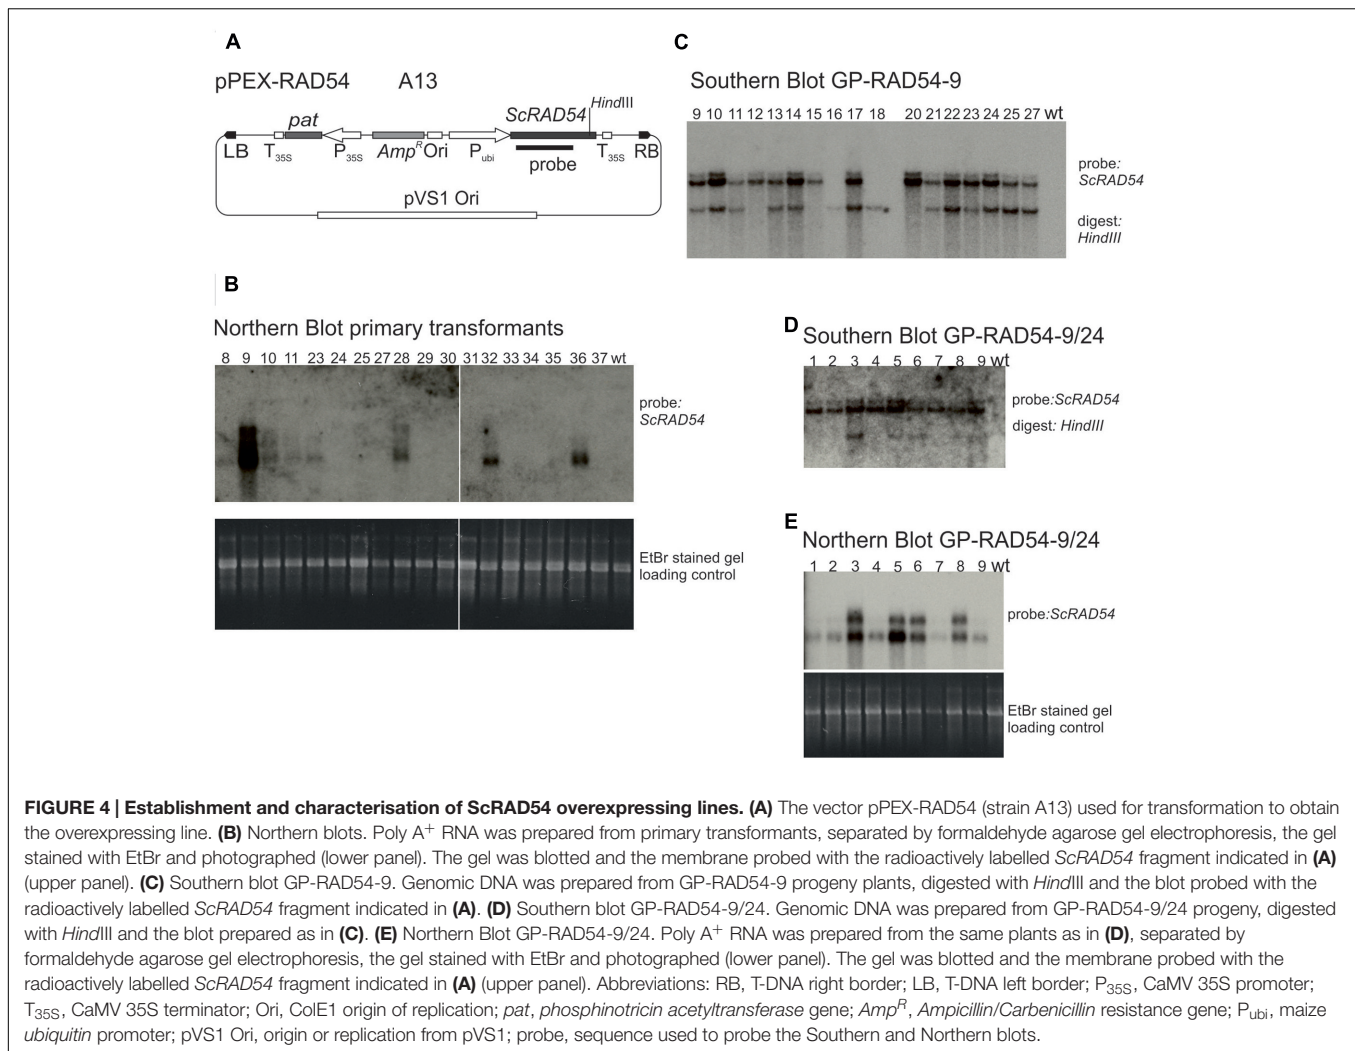 A
pPEX-RAD54 A13
pat
ScRAD54
HindIII
LB T35S P35S AmpR Ori Pubi T35S RB
probe
pVS1 Ori
B
Northern Blot primary transformants
8 9 10 11 23 24 25 27 28 29 30 31 32 33 34 35 36 37 wt
probe:
ScRAD54
EtBr stained gel
loading control
C
Southern Blot GP-RAD54-9
9 10 11 12 13 14 15 16 17 18 20 21 22 23 24 25 27 wt
probe:
ScRAD54
digest:
HindIII
D
Southern Blot GP-RAD54-9/24
1 2 3 4 5 6 7 8 9 wt
probe:ScRAD54
digest: HindIII
E
Northern Blot GP-RAD54-9/24
1 2 3 4 5 6 7 8 9 wt
probe:ScRAD54
EtBr stained gel
loading control
FIGURE 4 | Establishment and characterisation of ScRAD54 overexpressing lines. (A) The vector pPEX-RAD54 (strain A13) used for transformation to obtain
the overexpressing line. (B) Northern blots. Poly A+ RNA was prepared from primary transformants, separated by formaldehyde agarose gel electrophoresis, the gel
stained with EtBr and photographed (lower panel). The gel was blotted and the membrane probed with the radioactively labelled ScRAD54 fragment indicated in (A)
(upper panel). (C) Southern blot GP-RAD54-9. Genomic DNA was prepared from GP-RAD54-9 progeny plants, digested with HindIII and the blot probed with the
radioactively labelled ScRAD54 fragment indicated in (A). (D) Southern blot GP-RAD54-9/24. Genomic DNA was prepared from GP-RAD54-9/24 progeny, digested
with HindIII and the blot prepared as in (C). (E) Northern Blot GP-RAD54-9/24. Poly A+ RNA was prepared from the same plants as in (D), separated by
formaldehyde agarose gel electrophoresis, the gel stained with EtBr and photographed (lower panel). The gel was blotted and the membrane probed with the
radioactively labelled ScRAD54 fragment indicated in (A) (upper panel). Abbreviations: RB, T-DNA right border; LB, T-DNA left border; P35S, CaMV 35S promoter;
T35S, CaMV 35S terminator; Ori, ColE1 origin of replication; pat, phosphinotricin acetyltransferase gene; AmpR, Ampicillin/Carbenicillin resistance gene; Pubi, maize
ubiquitin promoter; pVS1 Ori, origin or replication from pVS1; probe, sequence used to probe the Southern and Northern blots.